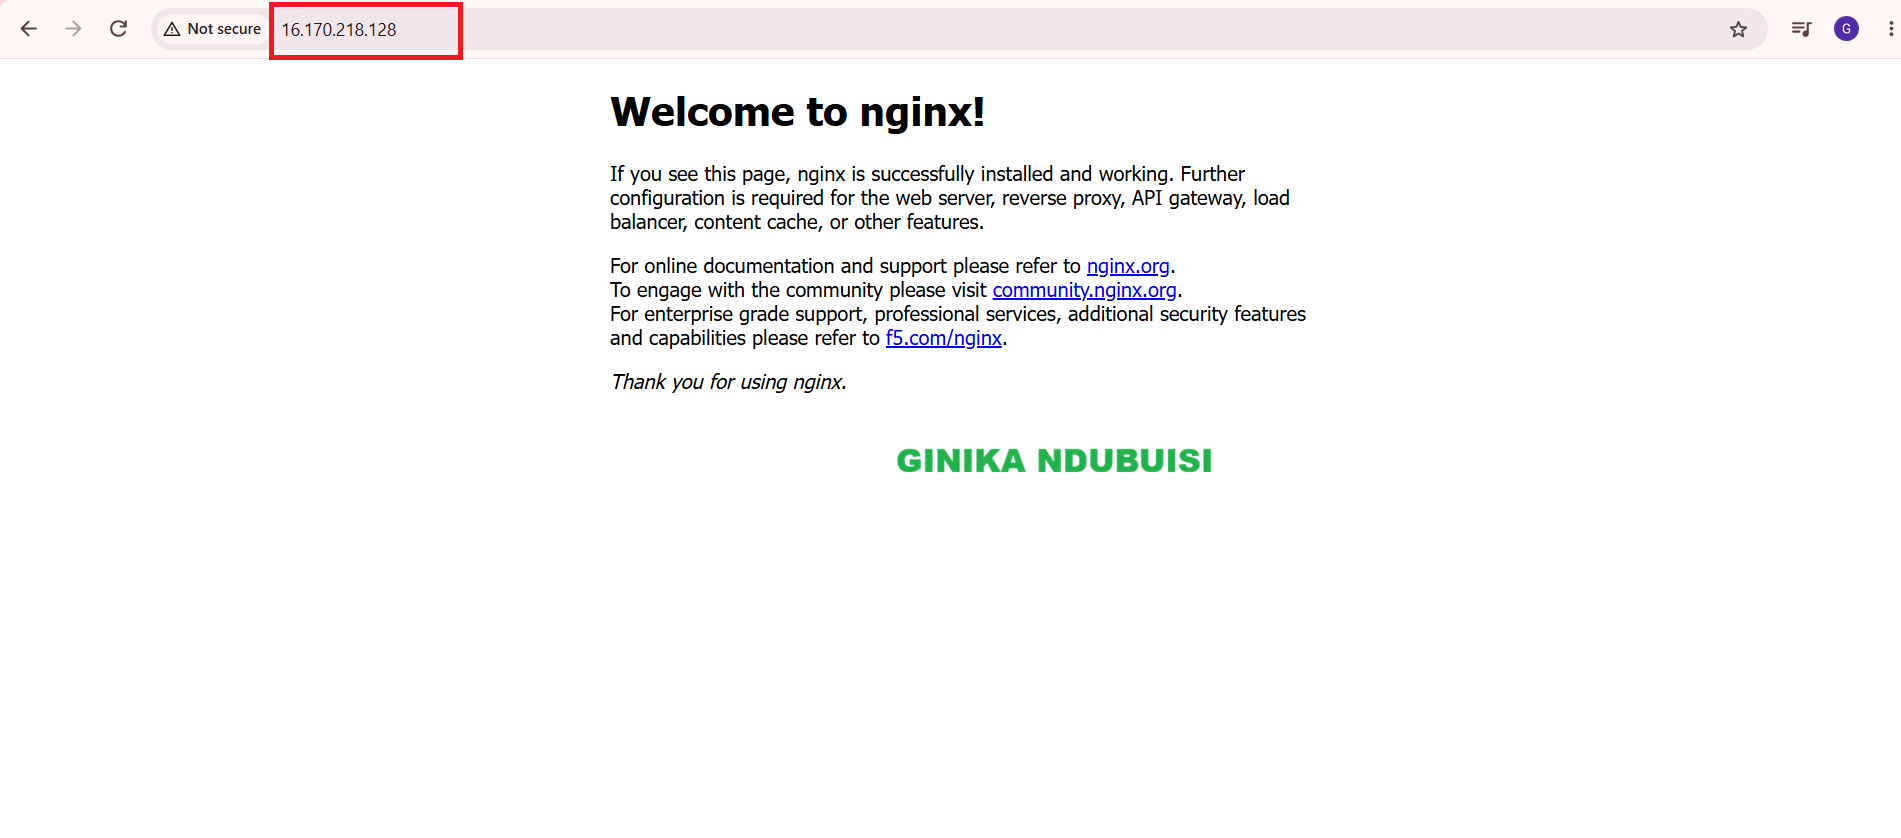 Not secure 16.170.218.128
G
Welcome to nginx!
If you see this page, nginx is successfully installed and working. Further
configuration is required for the web server, reverse proxy, API gateway, load
balancer, content cache, or other features.
For online documentation and support please refer to nginx.org.
To engage with the community please visit community.nginx.org.
For enterprise grade support, professional services, additional security features
and capabilities please refer to f5.com/nginx.
Thank you for using nginx.
GINIKA NDUBUISI